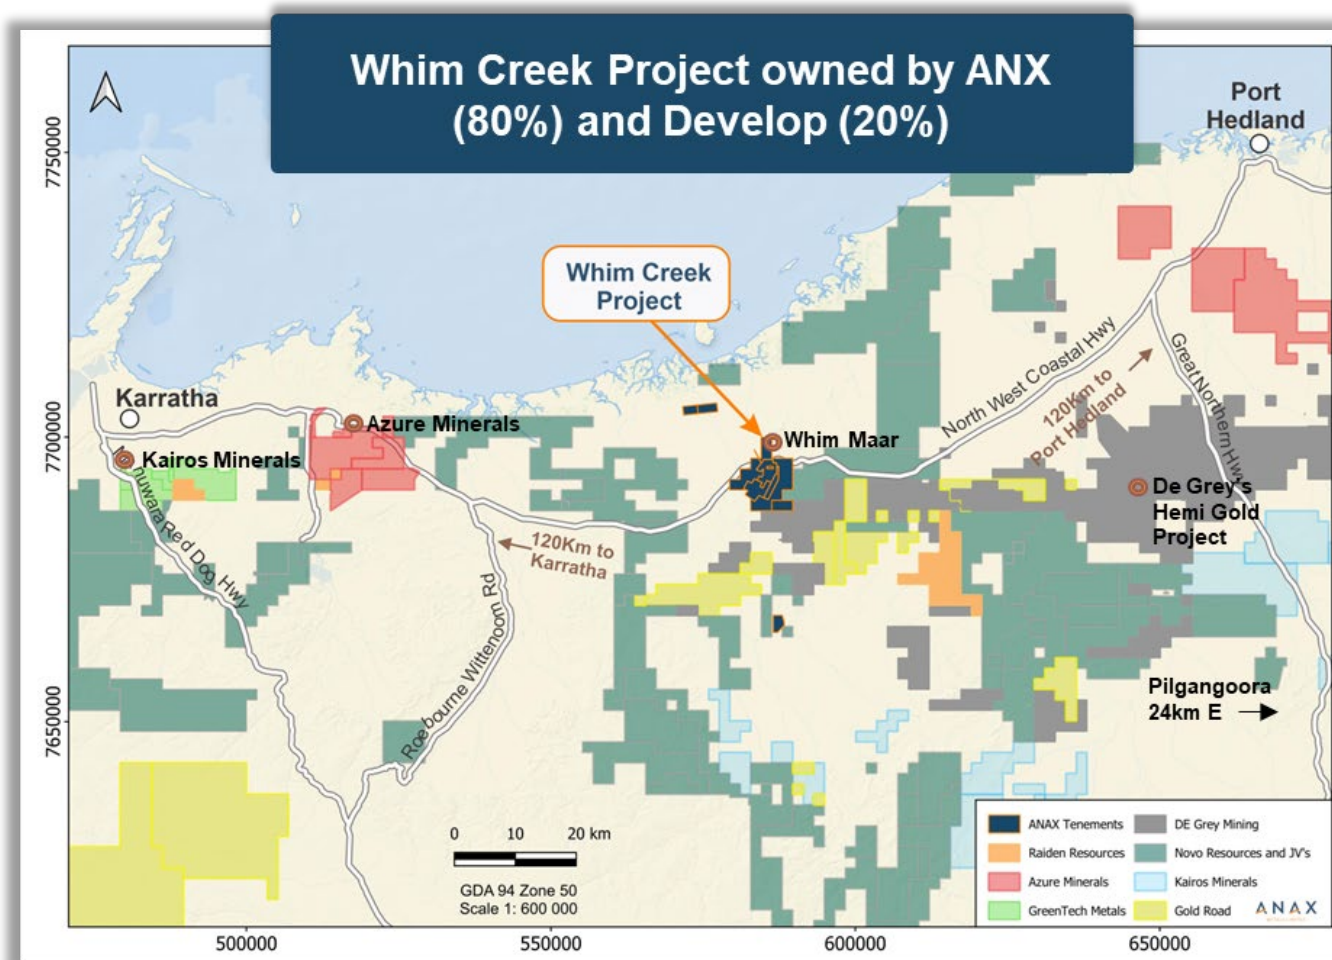 Whim Creek Project owned by ANX
(80%) and Develop (20%)
Port
Hedland
7750000
Whim Creek
Project
North West Coastal Hwy
120Km to
Port Hedland
Great Northern Hwy
Karratha
7700000
Azure Minerals
Whim Maar
Kairos Minerals
De Grey's
Hemi Gold
Project
Red Dog Hwy
120Km to
Karratha
Roebourne Wittenoom Rd
Pilgangoora
24km E
7650000
0 10 20 km
GDA 94 Zone 50
Scale 1: 600 000
ANAX Tenements
DE Grey Mining
Raiden Resources
Novo Resources and JV's
Azure Minerals
Kairos Minerals
GreenTech Metals
Gold Road
ANAX
500000 550000 600000 650000